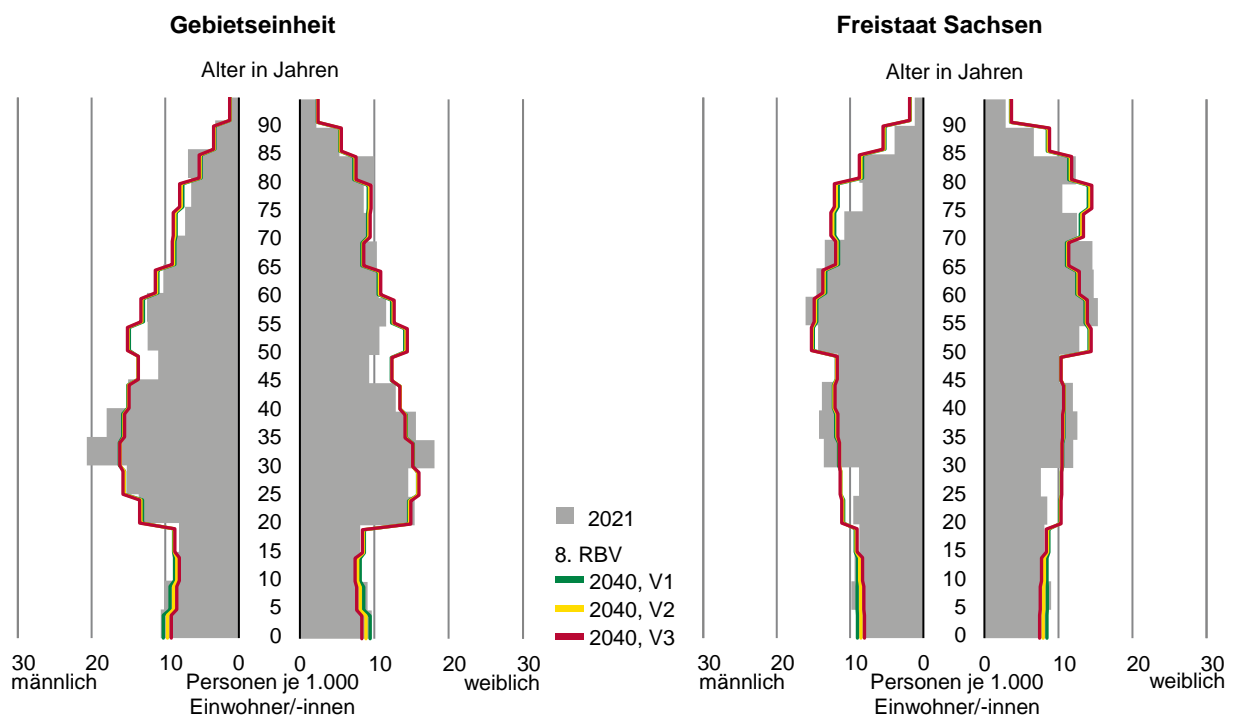 Gebietseinheit
Alter in Jahren
90
85
80
75
70
65
60
55
50
45
40
35
30
25
20
15
10
5
0
30 20 10 0 0 10 20 30
männlich Personen je 1.000 weiblich
Einwohner/-innen
2021
8. RBV
2040, V1
2040, V2
2040, V3
Freistaat Sachsen
Alter in Jahren
90
85
80
75
70
65
60
55
50
45
40
35
30
25
20
15
10
5
0
30 20 10 0 0 10 20 30
männlich Personen je 1.000 weiblich
Einwohner/-innen